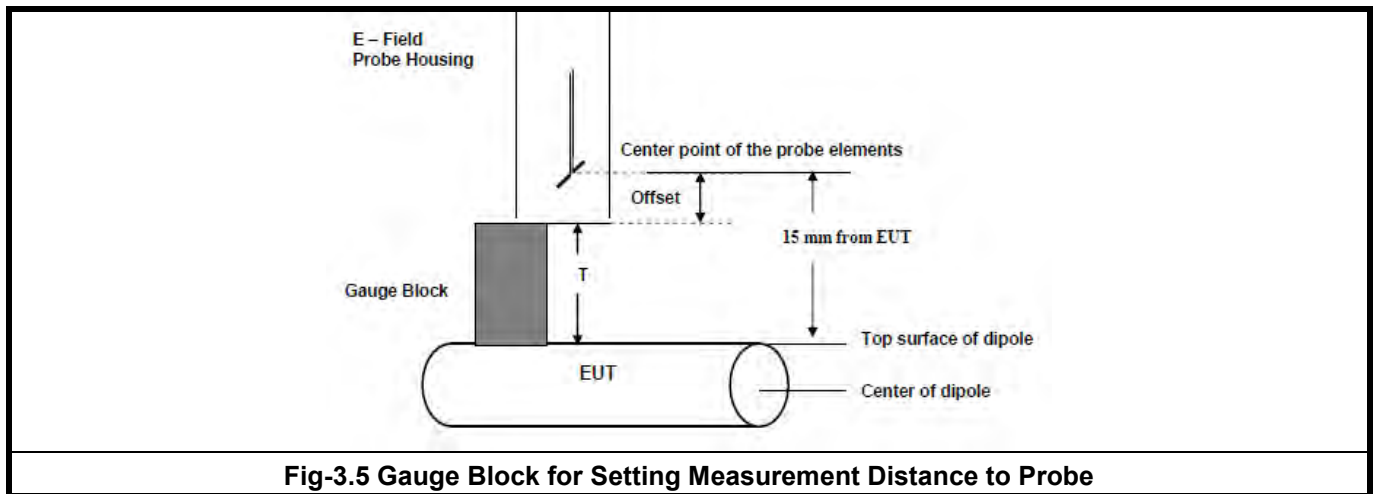 E – Field
Probe Housing
Center point of the probe elements
Offset
15 mm from EUT
T
Gauge Block
Top surface of dipole
EUT
Center of dipole
Fig-3.5 Gauge Block for Setting Measurement Distance to Probe